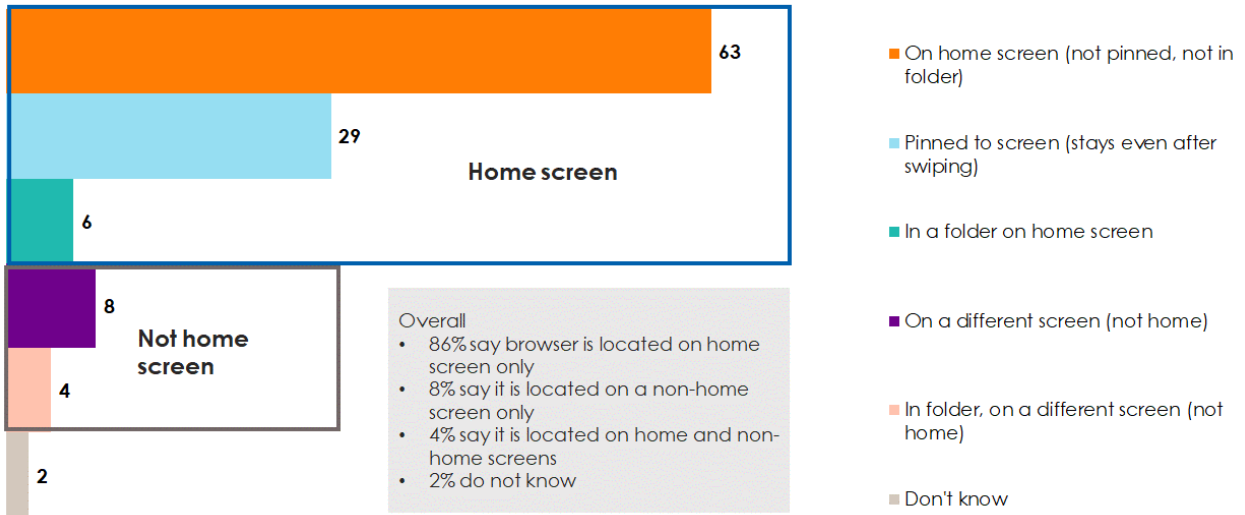 63
29
Home screen
6
8
Not home
screen
4
2
Overall
• 86% say browser is located on home
screen only
• 8% say it is located on a non-home
screen only
• 4% say it is located on home and non-
home screens
• 2% do not know
On home screen (not pinned, not in
folder)
Pinned to screen (stays even after
swiping)
In a folder on home screen
On a different screen (not home)
In folder, on a different screen (not
home)
Don't know